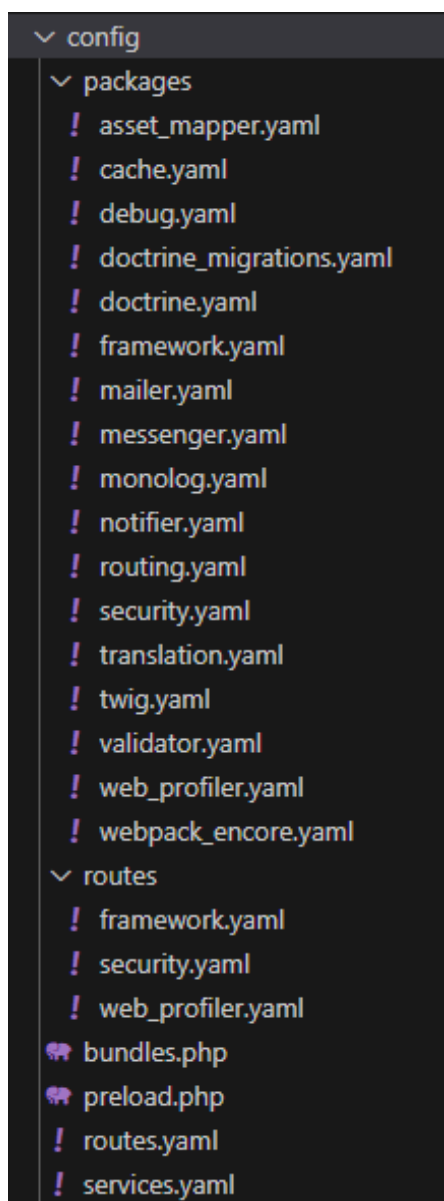 config
packages
asset_mapper.yaml
cache.yaml
debug.yaml
doctrine_migrations.yaml
doctrine.yaml
framework.yaml
mailer.yaml
messenger.yaml
monolog.yaml
notifier.yaml
routing.yaml
security.yaml
translation.yaml
twig.yaml
validator.yaml
web_profiler.yaml
webpack_encore.yaml
routes
framework.yaml
security.yaml
web_profiler.yaml
bundles.php
preload.php
routes.yaml
services.yaml